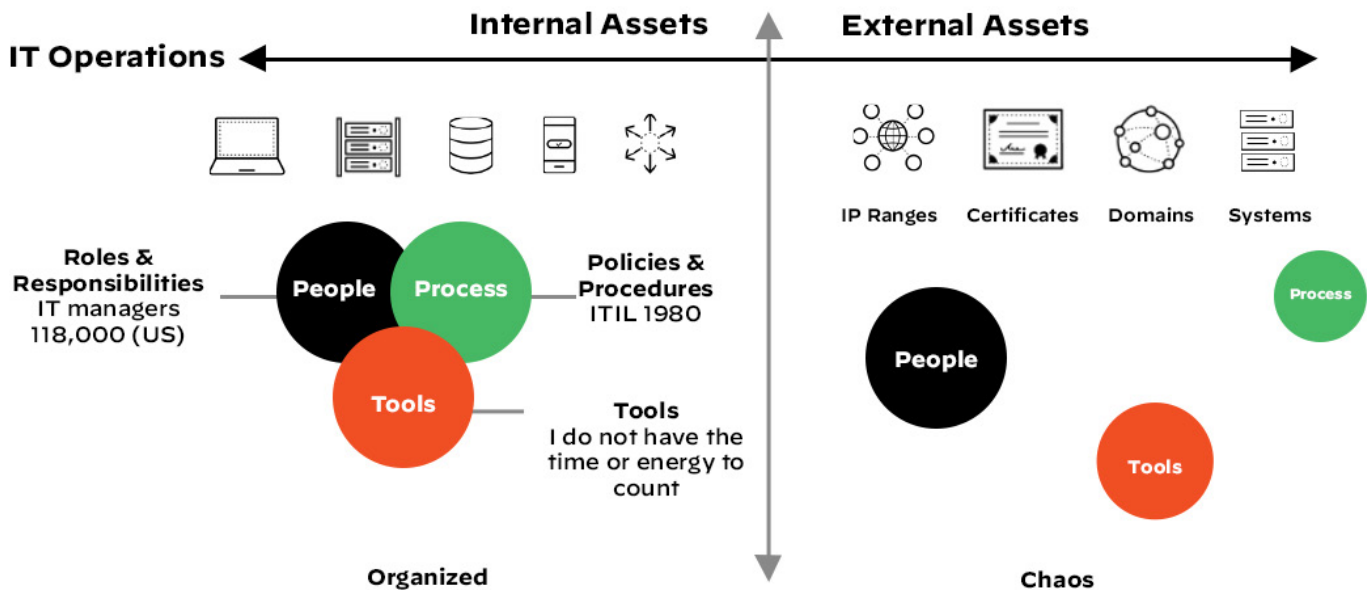 Internal Assets
External Assets
IT Operations
IP Ranges
Certificates
Domains
Systems
Roles &
Responsibilities
IT managers
118,000 (US)
People
Process
Policies &
Procedures
ITIL 1980
Tools
Tools
I do not have the
time or energy to
count
Organized
Process
People
Tools
Chaos